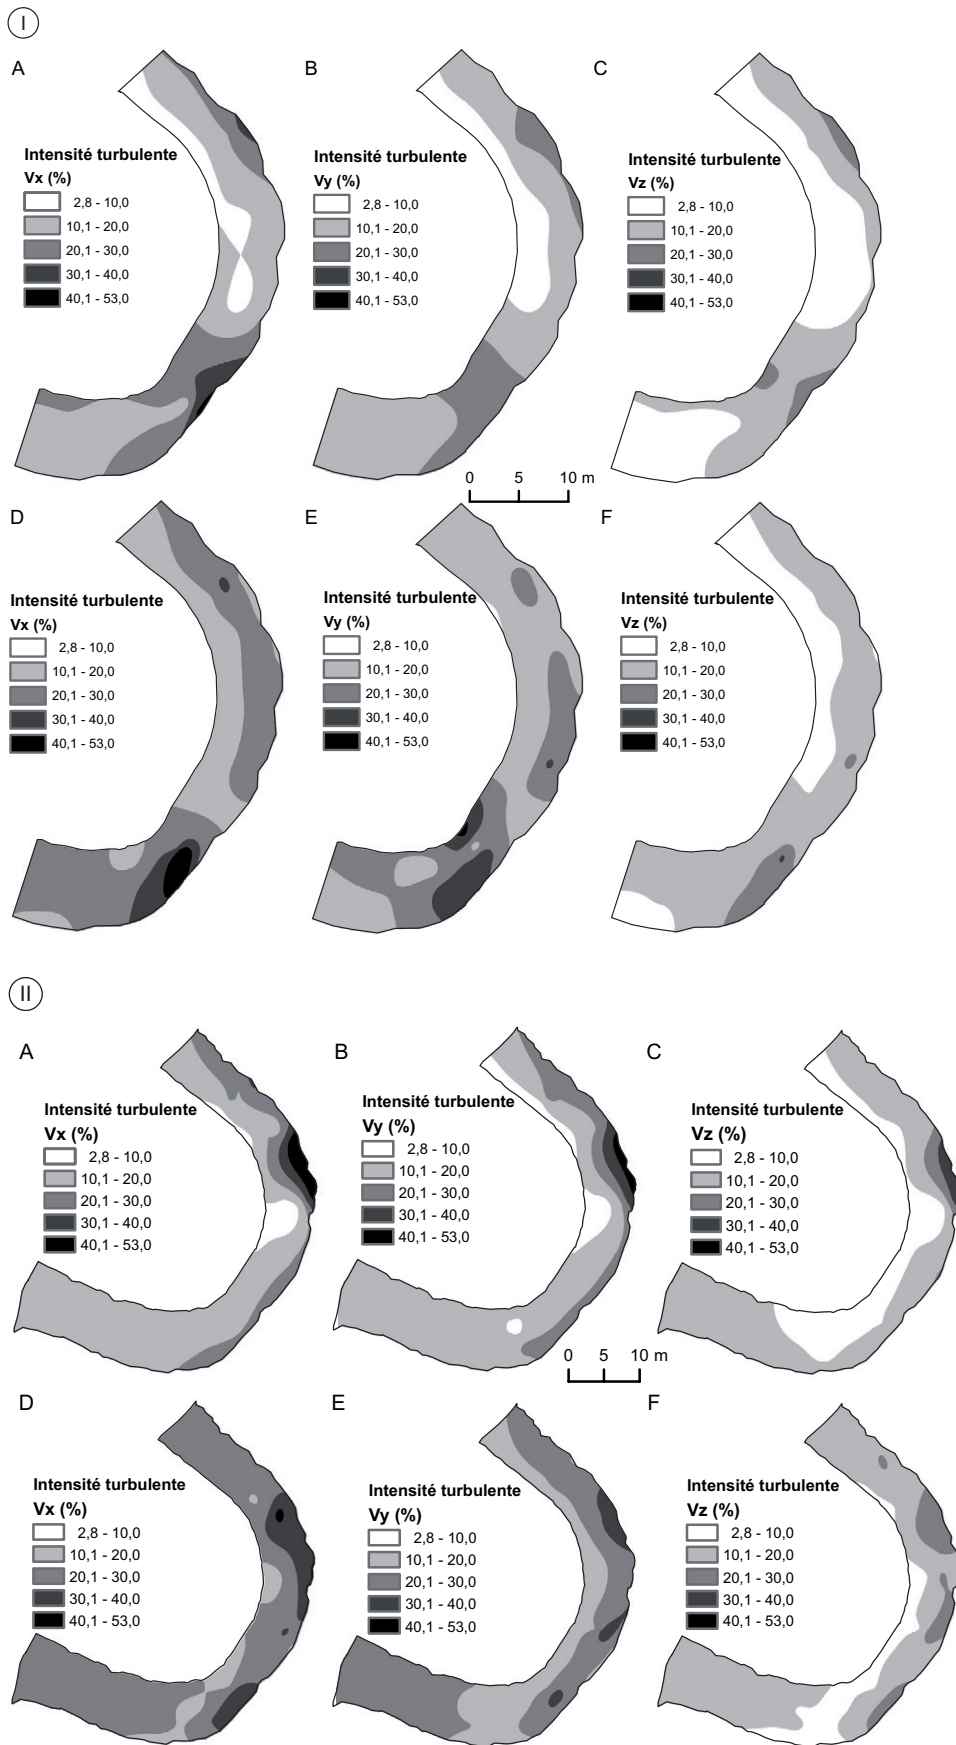 I
A
Intensité turbulente
Vx (%)
2,8 - 10,0
10,1 - 20,0
20,1 - 30,0
30,1 - 40,0
40,1 - 53,0
B
Intensité turbulente
Vy (%)
2,8 - 10,0
10,1 - 20,0
20,1 - 30,0
30,1 - 40,0
40,1 - 53,0
C
Intensité turbulente
Vz (%)
2,8 - 10,0
10,1 - 20,0
20,1 - 30,0
30,1 - 40,0
40,1 - 53,0
0 5 10 m
D
Intensité turbulente
Vx (%)
2,8 - 10,0
10,1 - 20,0
20,1 - 30,0
30,1 - 40,0
40,1 - 53,0
E
Intensité turbulente
Vy (%)
2,8 - 10,0
10,1 - 20,0
20,1 - 30,0
30,1 - 40,0
40,1 - 53,0
F
Intensité turbulente
Vz (%)
2,8 - 10,0
10,1 - 20,0
20,1 - 30,0
30,1 - 40,0
40,1 - 53,0
II
A
Intensité turbulente
Vx (%)
2,8 - 10,0
10,1 - 20,0
20,1 - 30,0
30,1 - 40,0
40,1 - 53,0
B
Intensité turbulente
Vy (%)
2,8 - 10,0
10,1 - 20,0
20,1 - 30,0
30,1 - 40,0
40,1 - 53,0
C
Intensité turbulente
Vz (%)
2,8 - 10,0
10,1 - 20,0
20,1 - 30,0
30,1 - 40,0
40,1 - 53,0
0 5 10 m
D
Intensité turbulente
Vx (%)
2,8 - 10,0
10,1 - 20,0
20,1 - 30,0
30,1 - 40,0
40,1 - 53,0
E
Intensité turbulente
Vy (%)
2,8 - 10,0
10,1 - 20,0
20,1 - 30,0
30,1 - 40,0
40,1 - 53,0
F
Intensité turbulente
Vz (%)
2,8 - 10,0
10,1 - 20,0
20,1 - 30,0
30,1 - 40,0
40,1 - 53,0